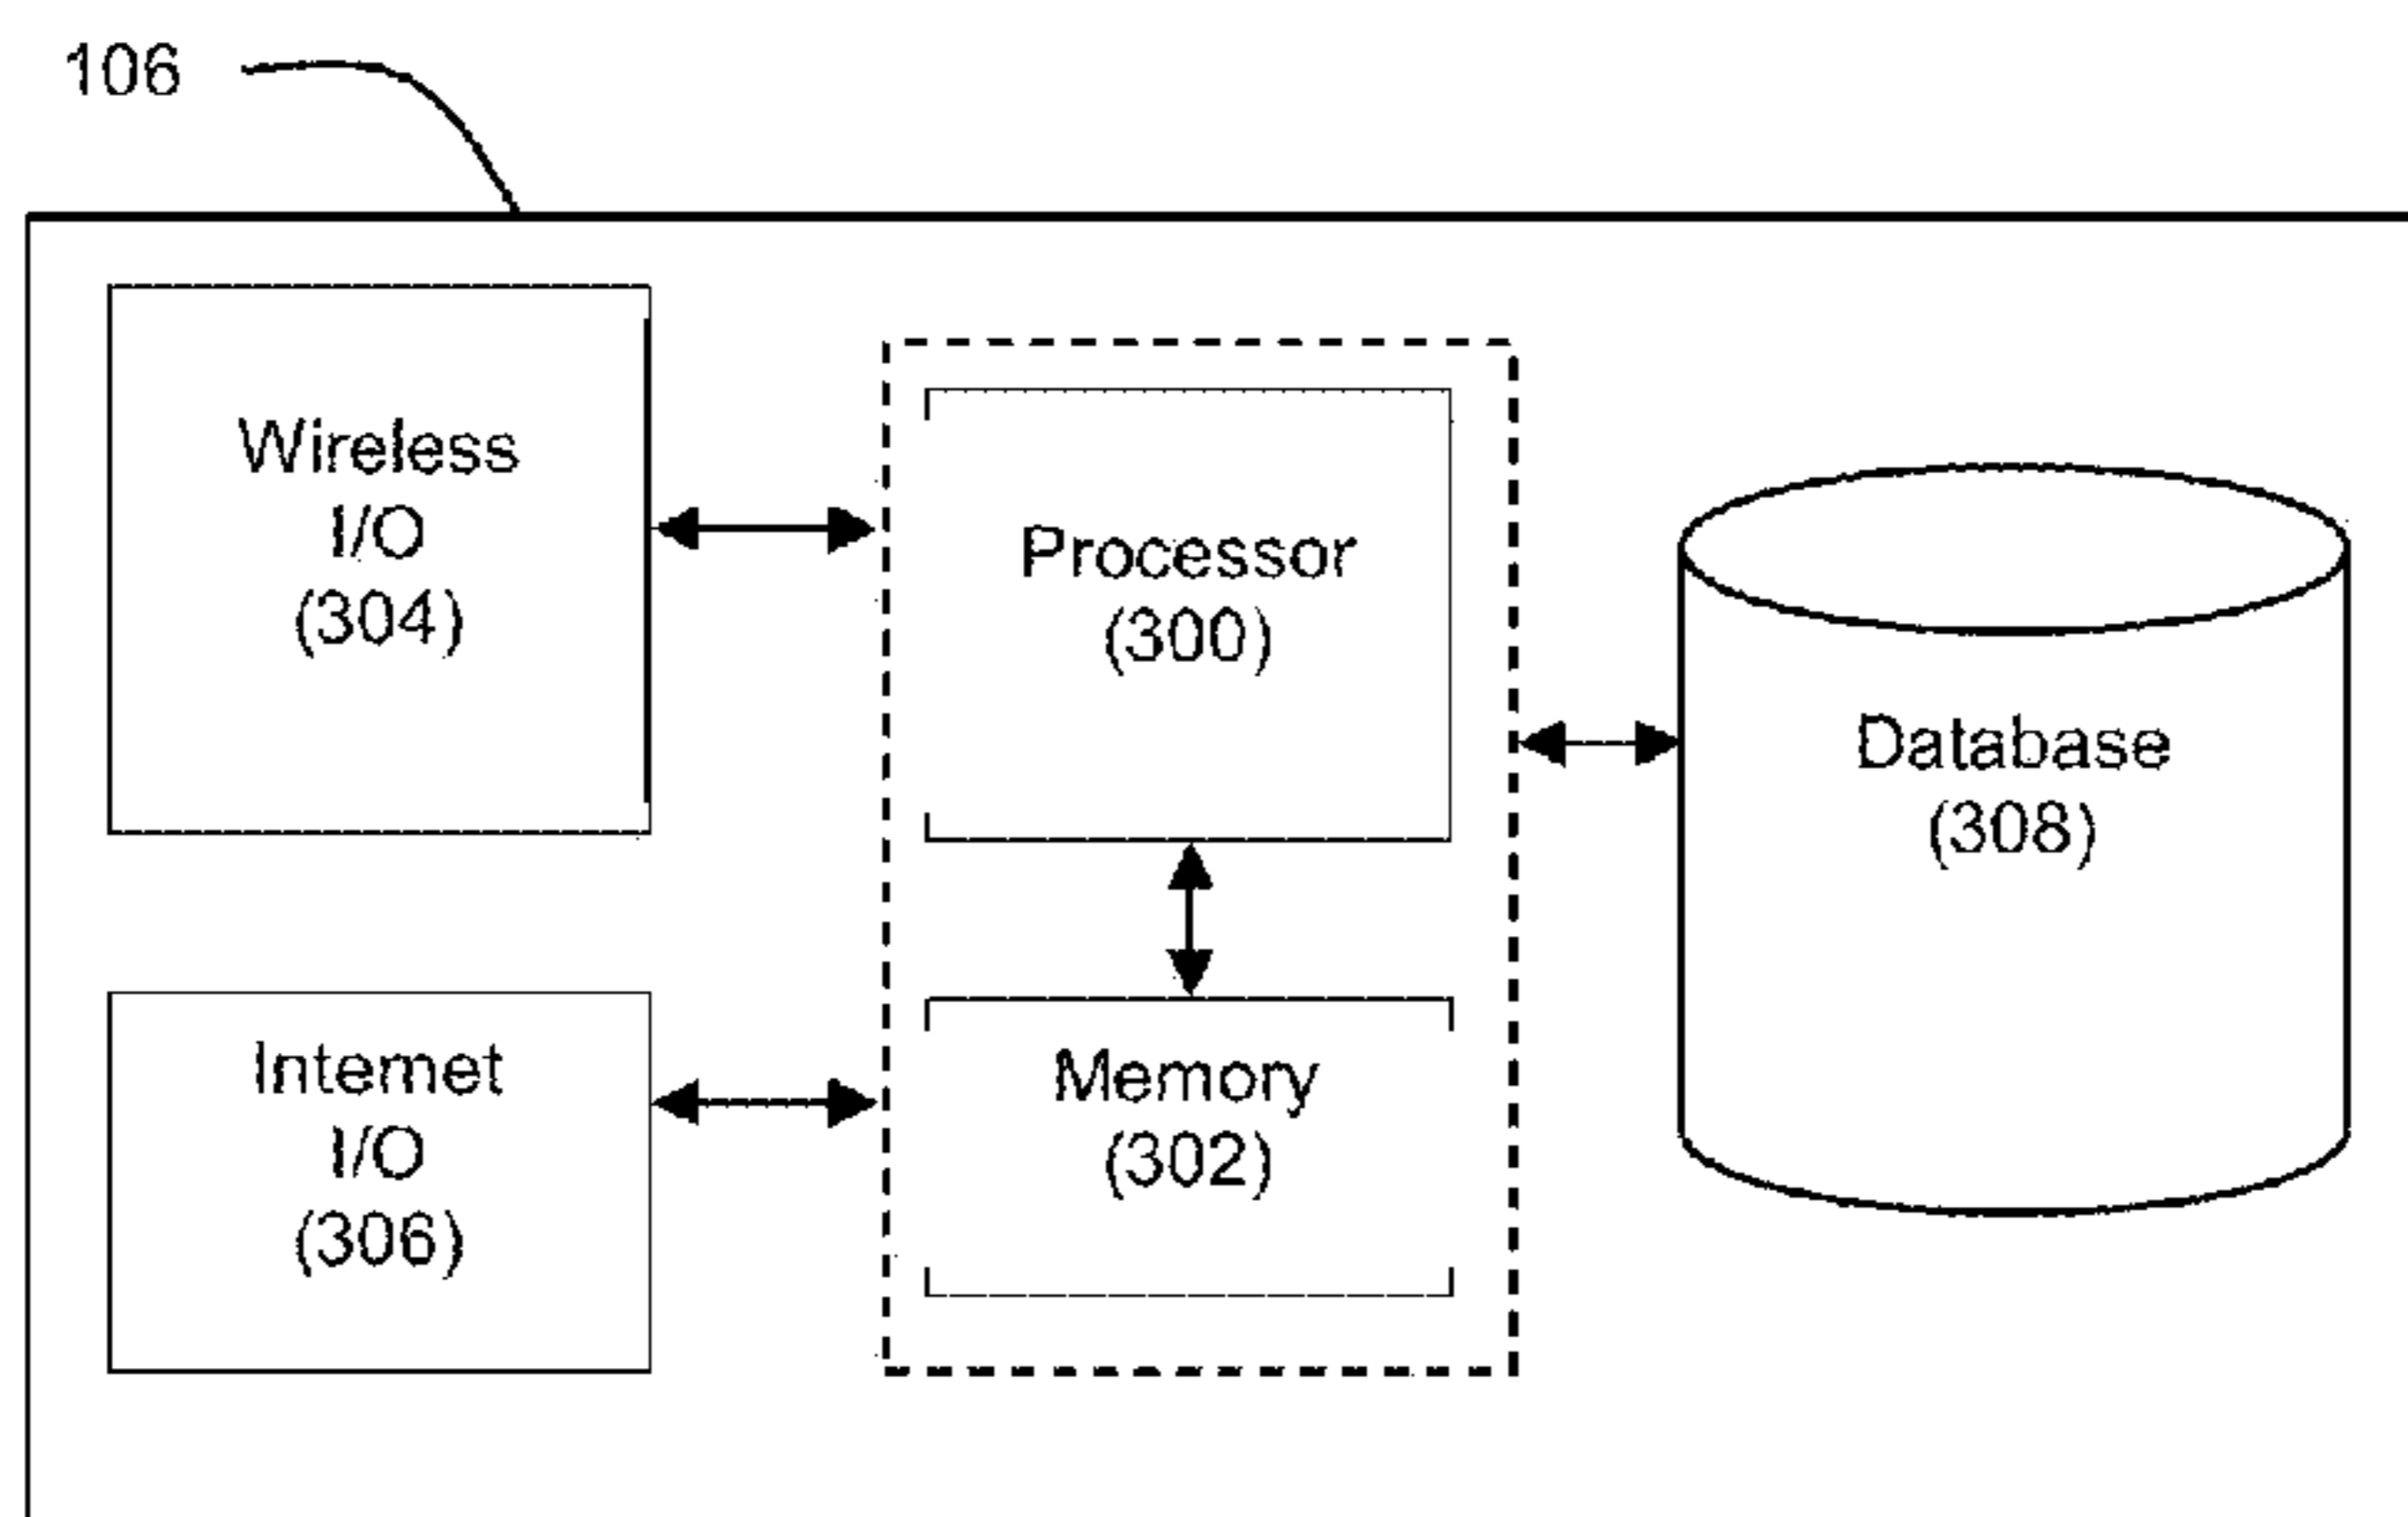 106
Wireless
I/O
(304)
Processor
(300)
Database
(308)
Internet
I/O
(306)
Memory
(302)